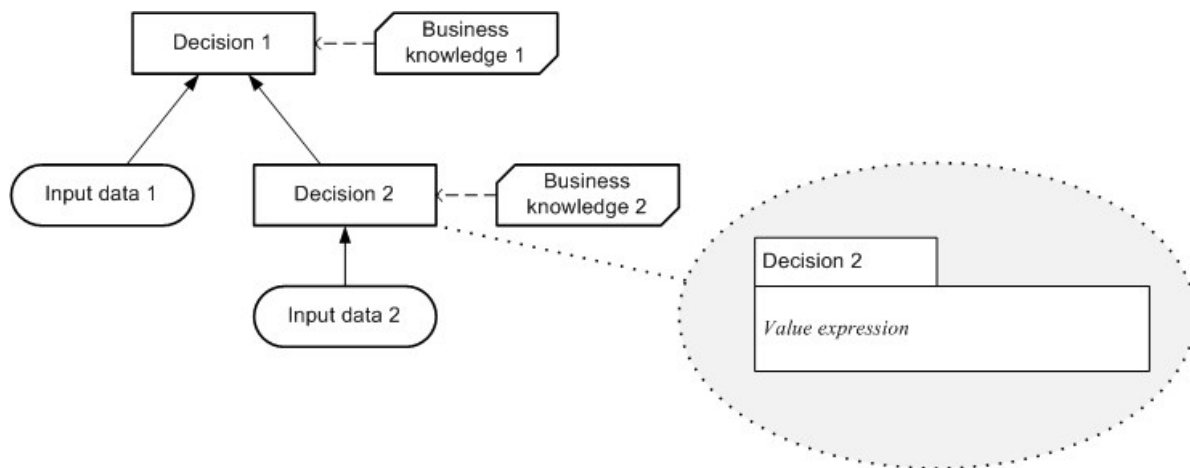 Decision 1
Business
knowledge 1
Input data 1
Decision 2
Business
knowledge 2
Input data 2
Decision 2
Value expression